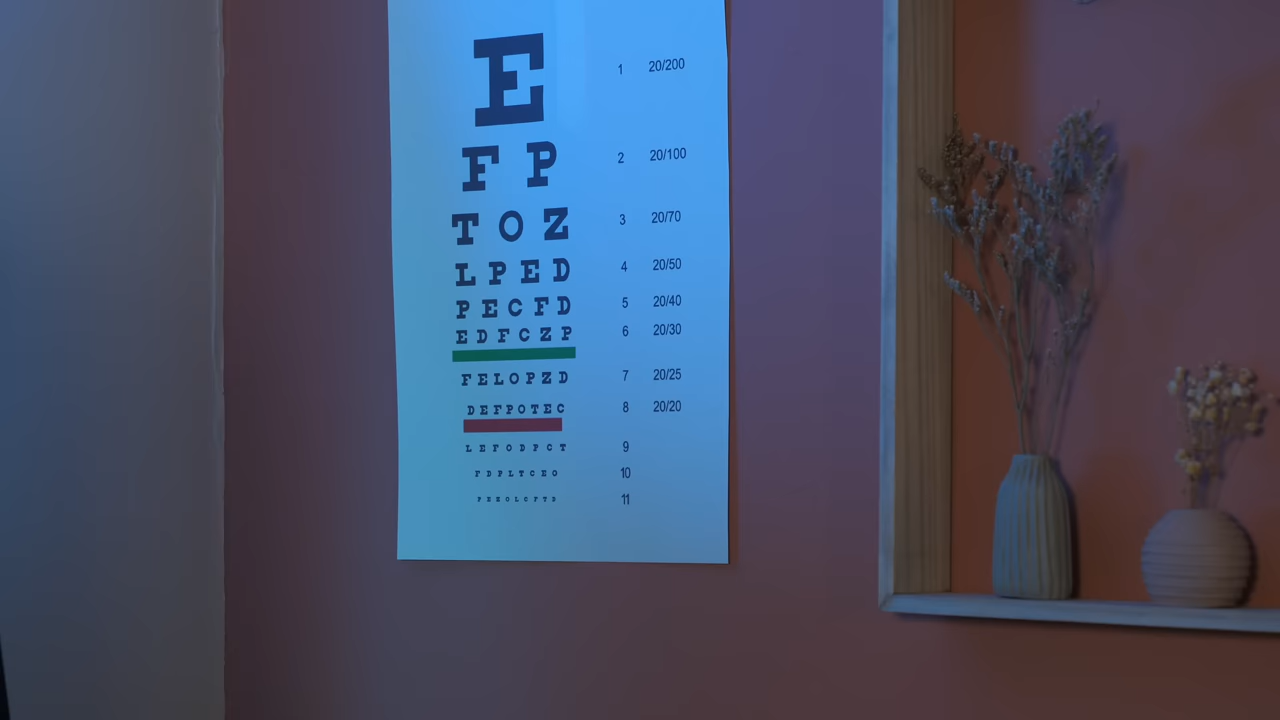 E 1 20/200
F P 2 20/100
T O Z 3 20/70
L P E D 4 20/50
P E C F D 5 20/40
E D F C Z P 6 20/30
F E L O P Z D 7 20/25
D E F P O T E C 8 20/20
L E F O D P C T 9
F D P L T C E O 10
11